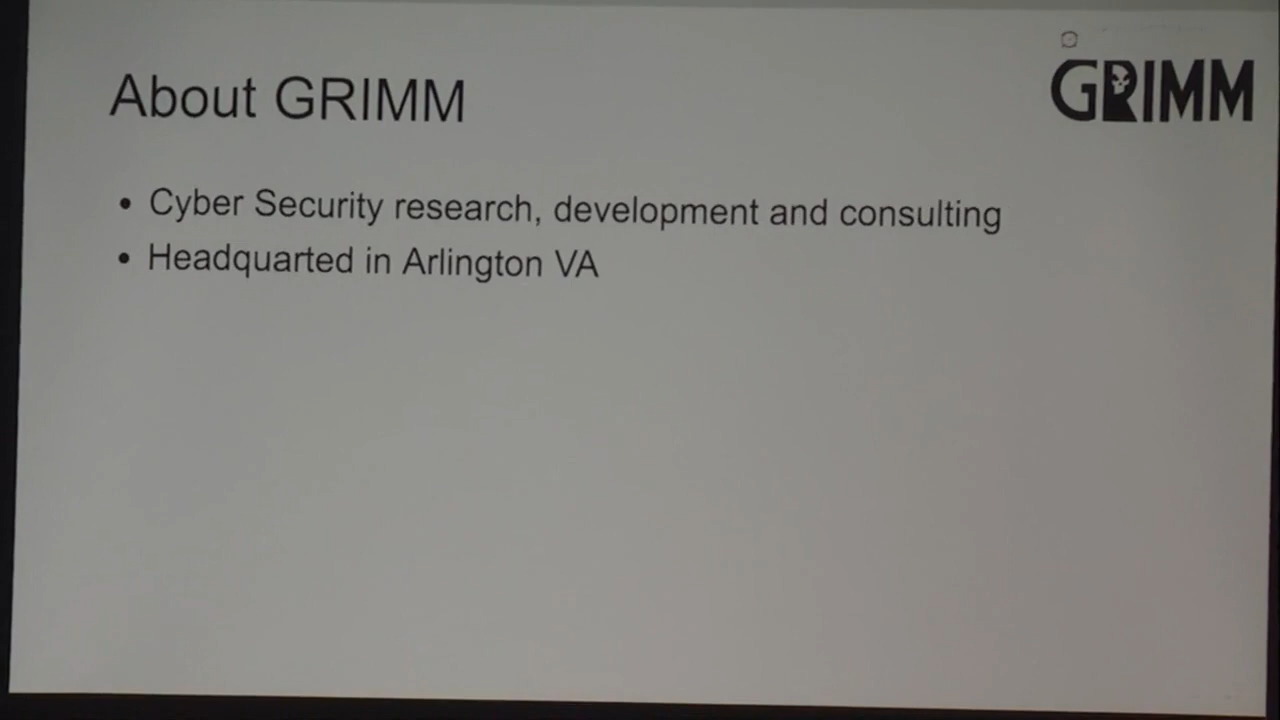 About GRIMM
GRIMM
• Cyber Security research, development and consulting
• Headquarted in Arlington VA